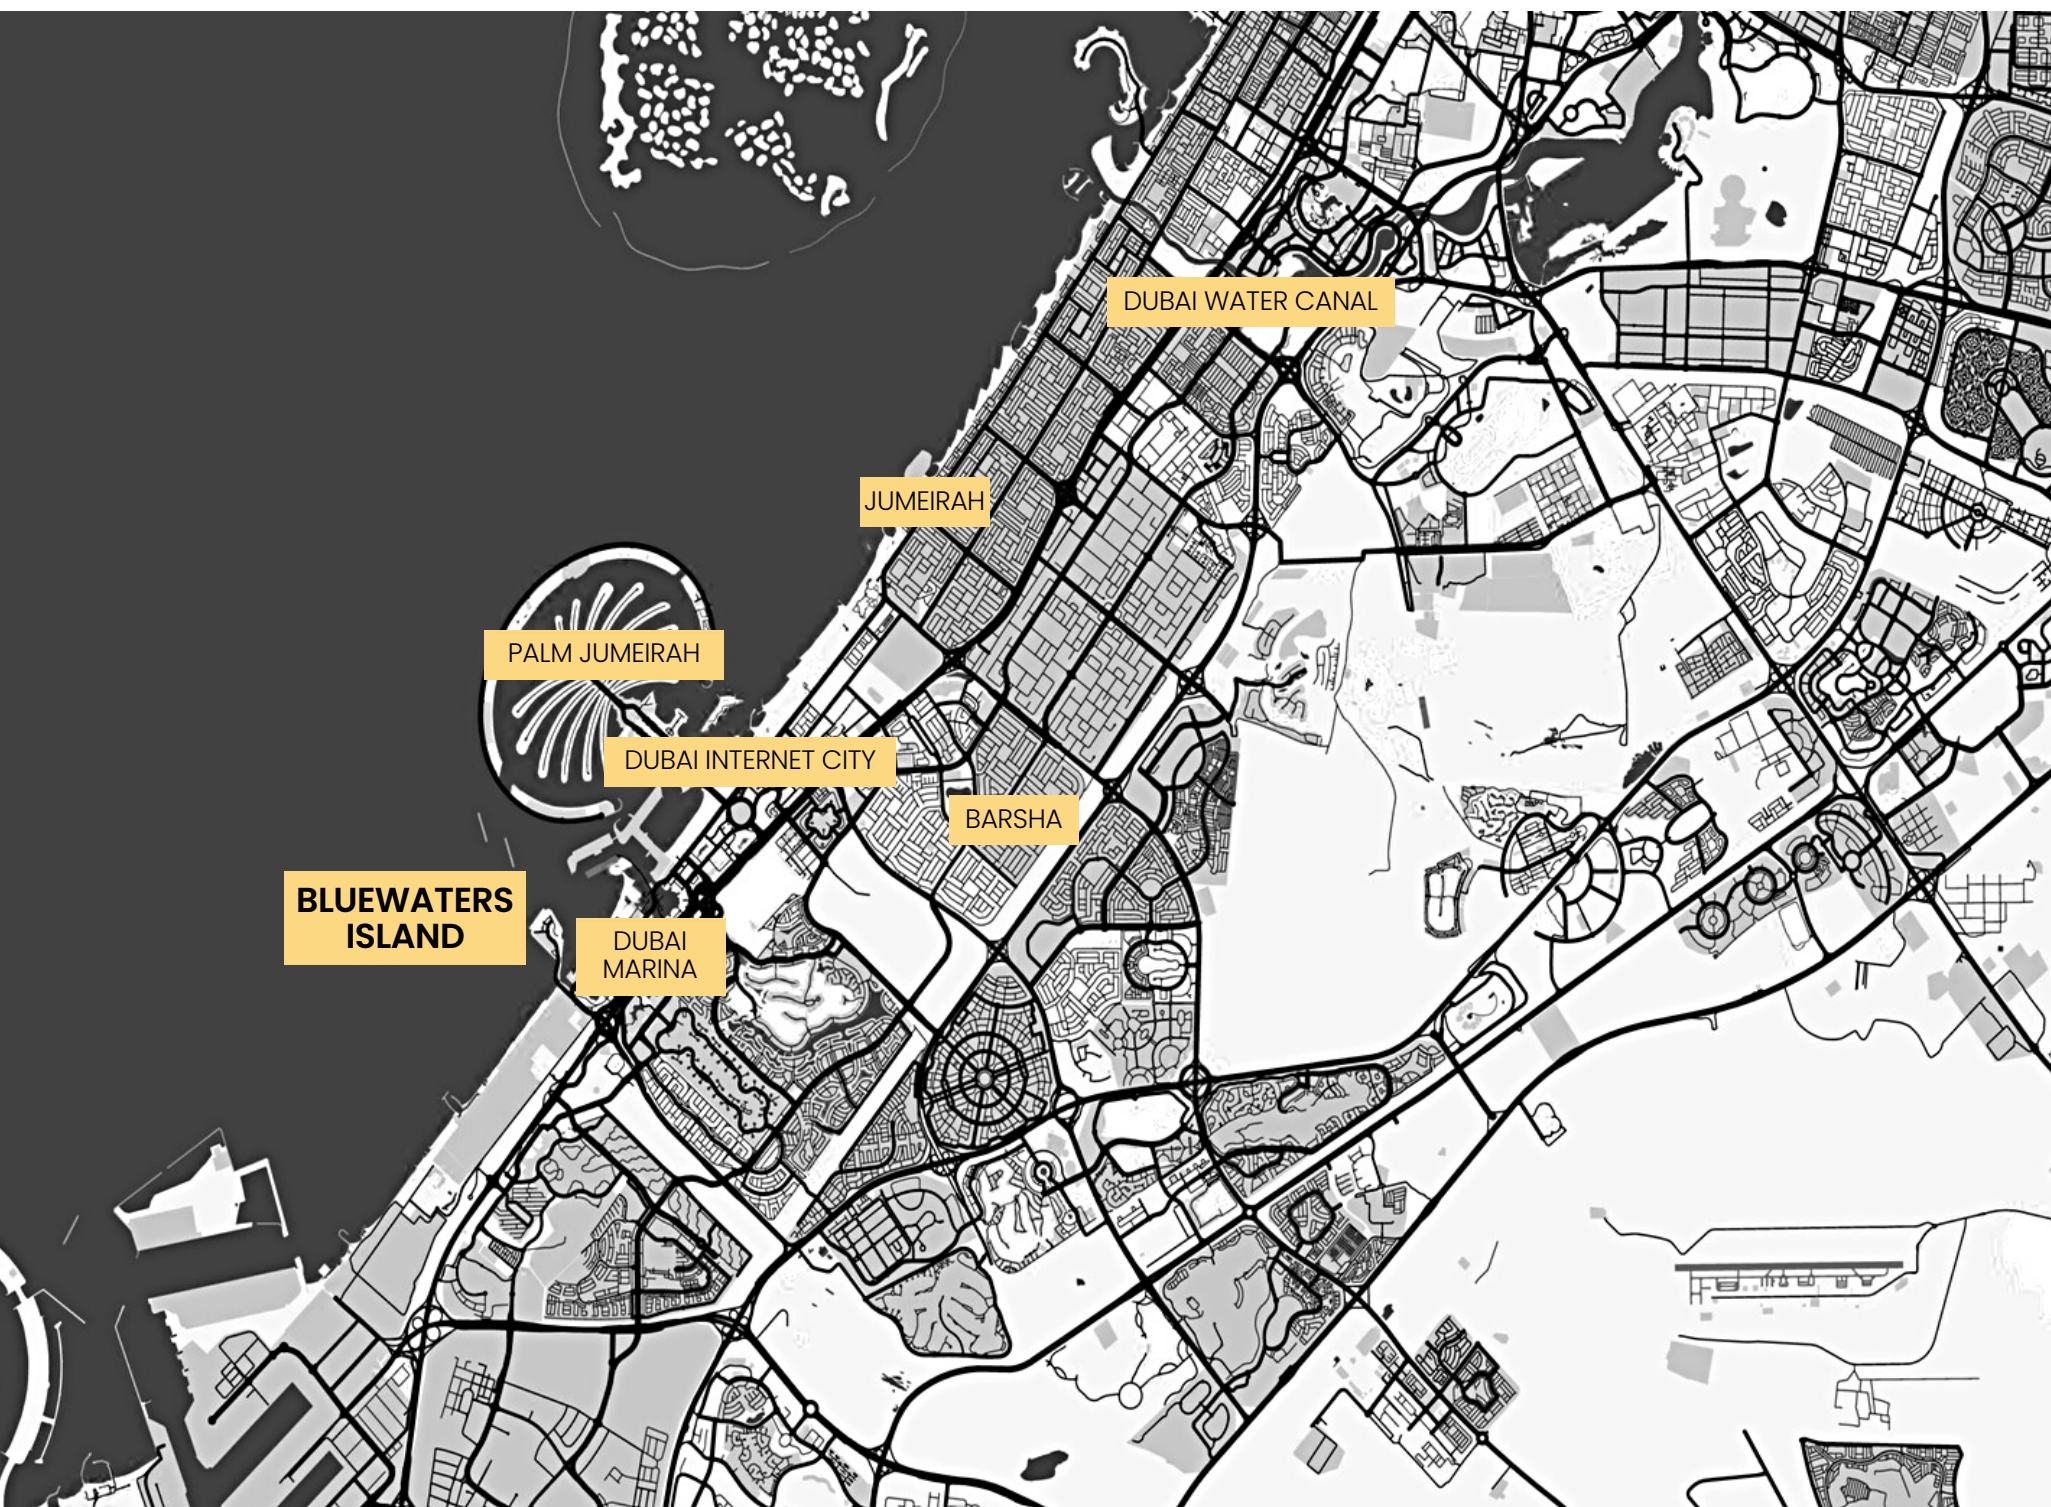 DUBAI WATER CANAL
JUMEIRAH
PALM JUMEIRAH
DUBAI INTERNET CITY
BARSHA
BLUEWATERS
ISLAND
DUBAI
MARINA